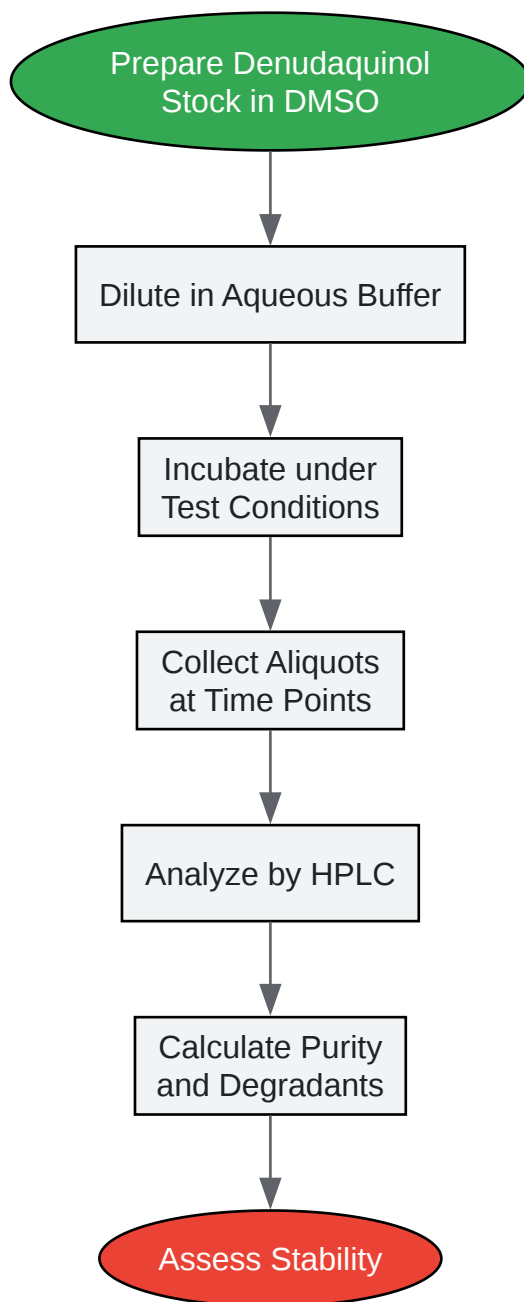 Prepare Denudaquinol
Stock in DMSO
Dilute in Aqueous Buffer
Incubate under
Test Conditions
Collect Aliquots
at Time Points
Analyze by HPLC
Calculate Purity
and Degradants
Assess Stability